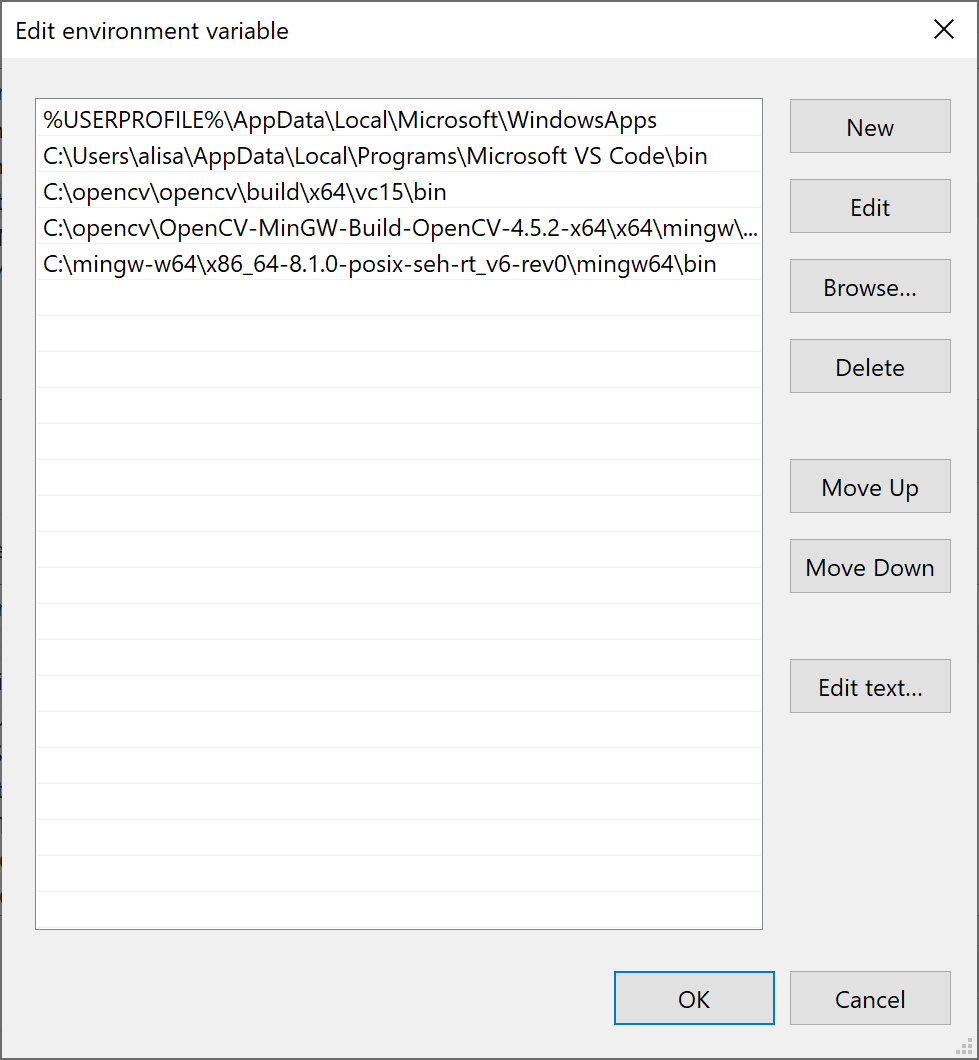 Edit environment variable
%USERPROFILE%\AppData\Local\Microsoft\WindowsApps
C:\Users\alisa\AppData\Local\Programs\Microsoft VS Code\bin
C:\opencv\opencv\build\x64\vc15\bin
C:\opencv\OpenCV-MinGW-Build-OpenCV-4.5.2-x64\x64\mingw\...
C:\mingw-w64\x86_64-8.1.0-posix-seh-rt_v6-rev0\mingw64\bin
New
Edit
Browse...
Delete
Move Up
Move Down
Edit text...
OK
Cancel